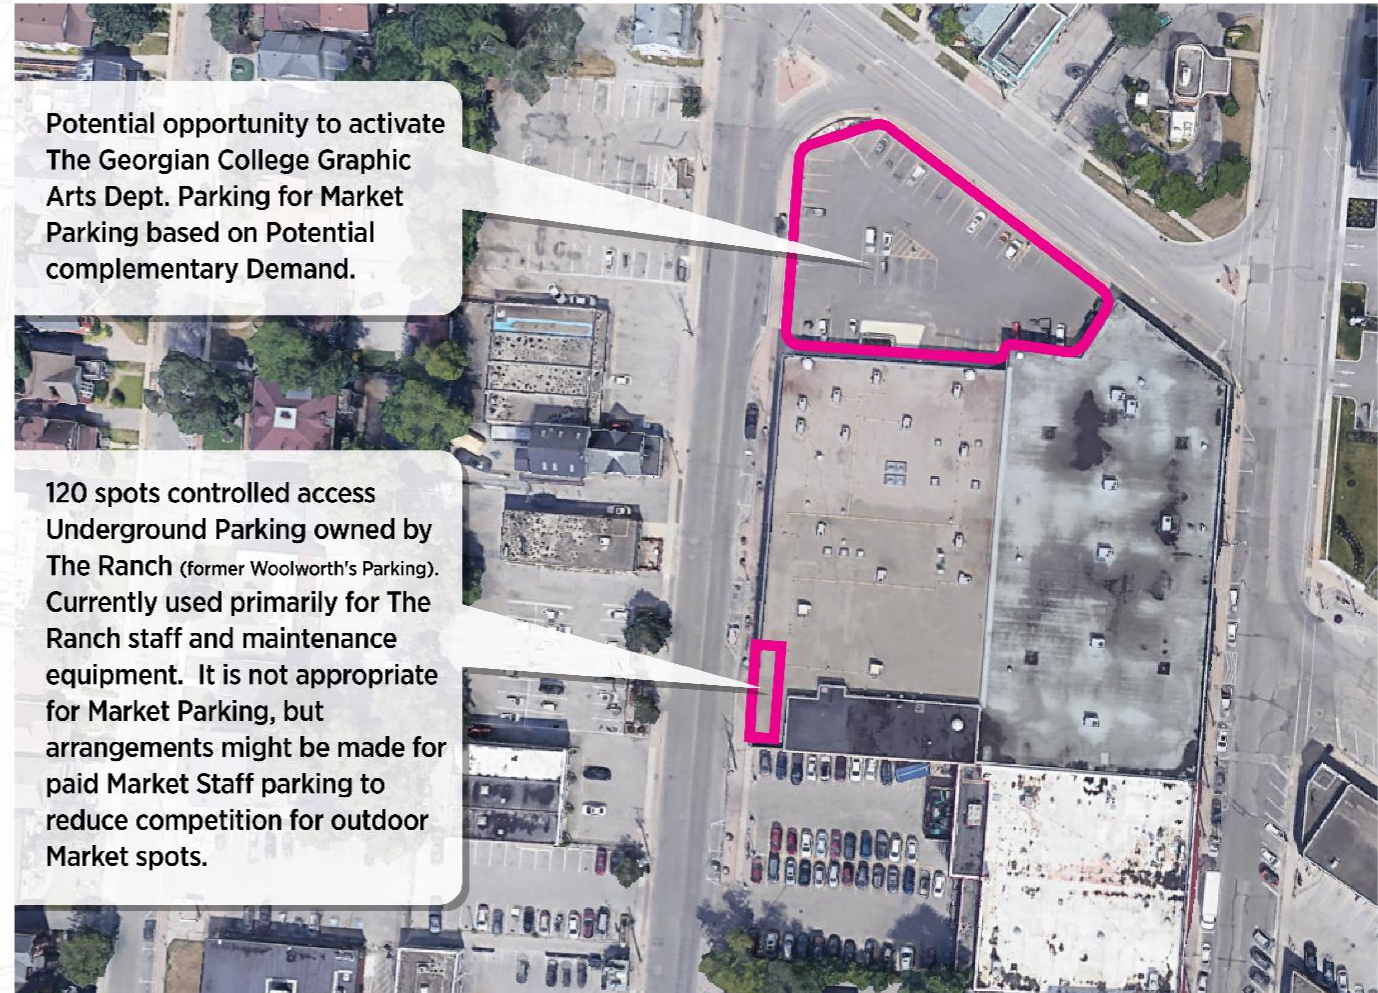 Potential opportunity to activate
The Georgian College Graphic
Arts Dept. Parking for Market
Parking based on Potential
complementary Demand.
120 spots controlled access
Underground Parking owned by
The Ranch (former Woolworth's Parking).
Currently used primarily for The
Ranch staff and maintenance
equipment.  It is not appropriate
for Market Parking, but
arrangements might be made for
paid Market Staff parking to
reduce competition for outdoor
Market spots.